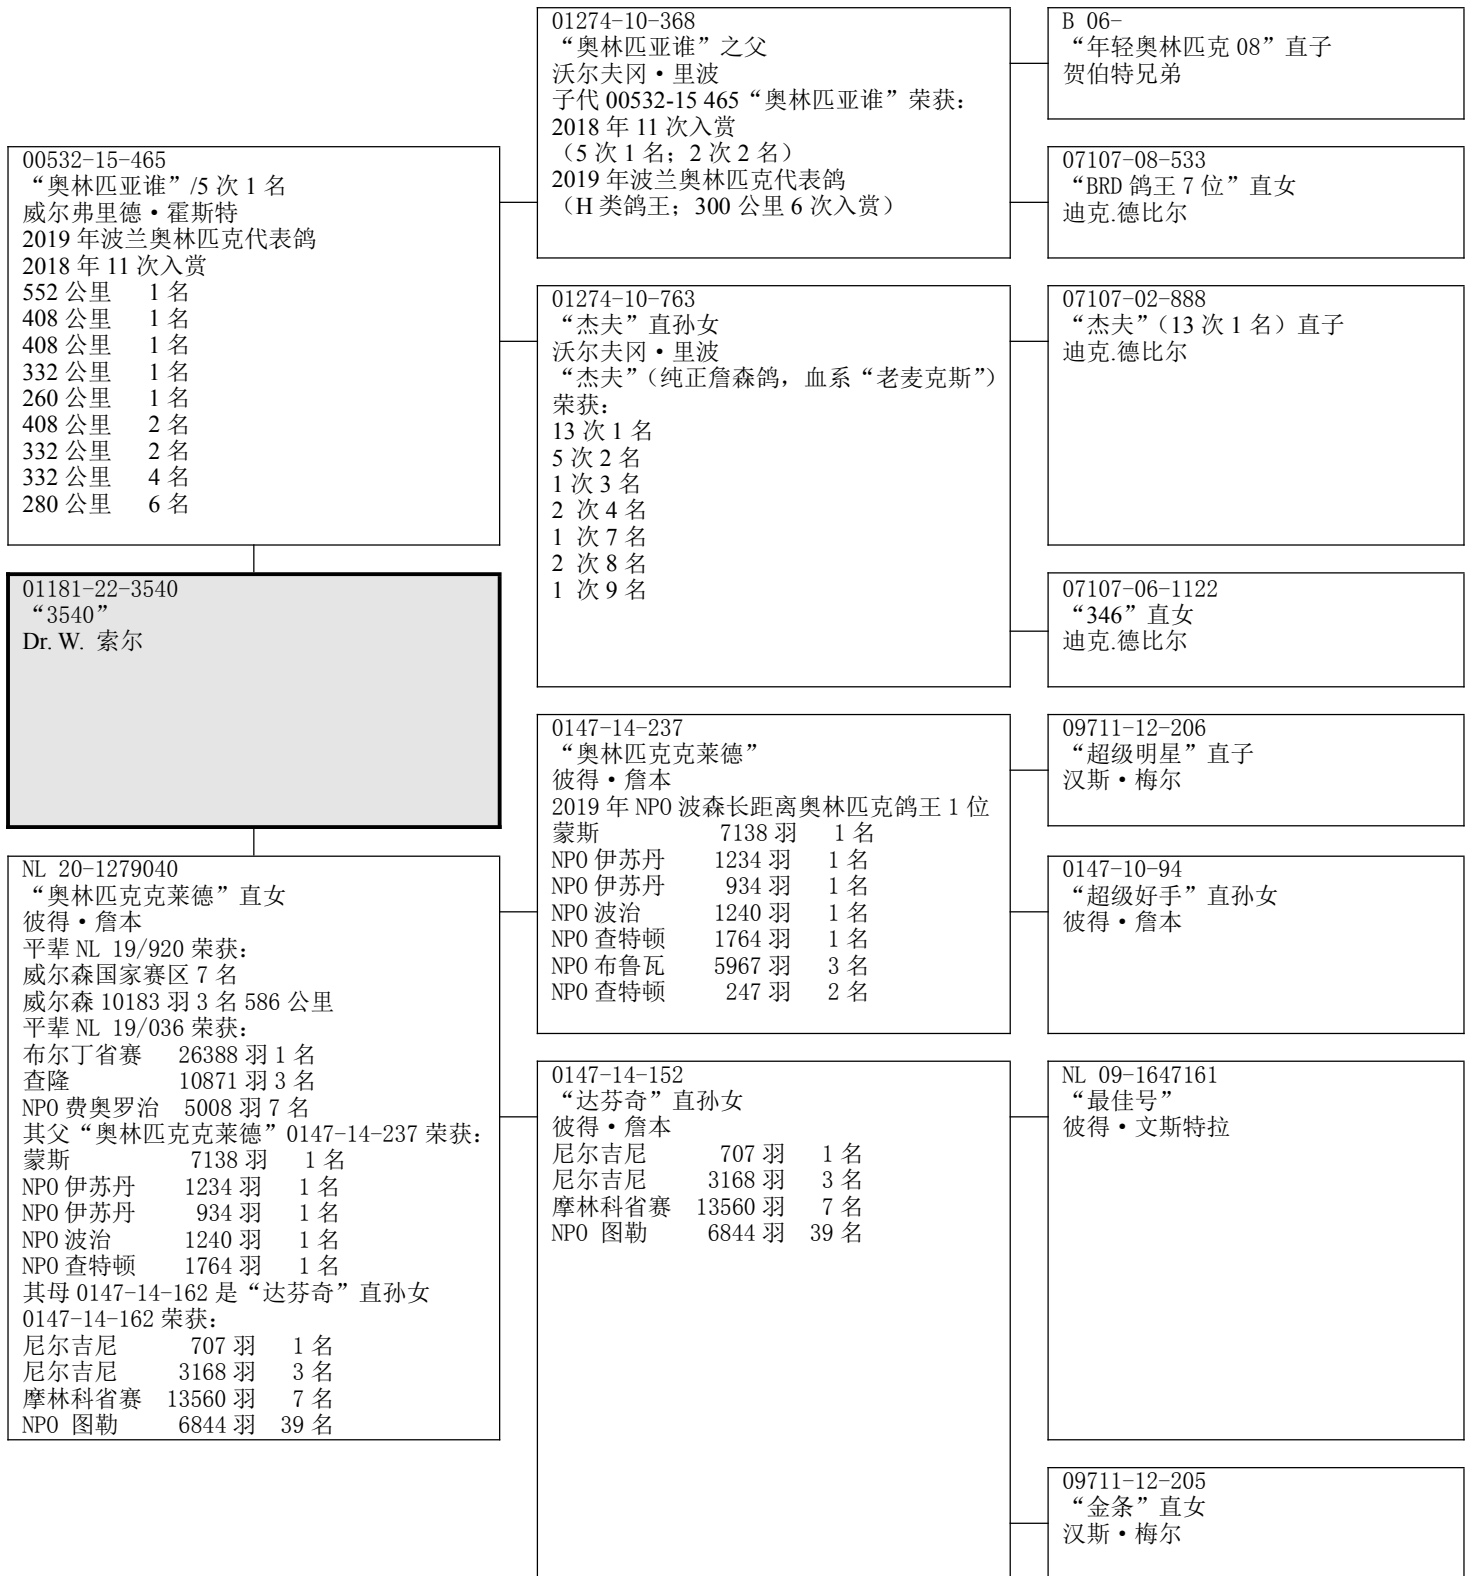 00532-15-465
“奥林匹亚谁”/5 次 1 名
威尔弗里德·霍斯特
2019 年波兰奥林匹克代表鸽
2018 年 11 次入赏
552 公里 1 名
408 公里 1 名
408 公里 1 名
332 公里 1 名
260 公里 1 名
408 公里 2 名
332 公里 2 名
332 公里 4 名
280 公里 6 名
01181-22-3540
“3540”
Dr. W. 索尔
NL 20-1279040
“奥林匹克克莱德”直女
彼得·詹本
平辈 NL 19/920 荣获：
威尔森国家赛区 7 名
威尔森 10183 羽 3 名 586 公里
平辈 NL 19/036 荣获：
布尔丁省赛 26388 羽 1 名
查隆 10871 羽 3 名
NPO 费奥罗治 5008 羽 7 名
其父“奥林匹克克莱德”0147-14-237 荣获：
蒙斯 7138 羽 1 名
NPO 伊苏丹 1234 羽 1 名
NPO 伊苏丹 934 羽 1 名
NPO 波治 1240 羽 1 名
NPO 查特顿 1764 羽 1 名
其母 0147-14-162 是“达芬奇”直孙女
0147-14-162 荣获：
尼尔吉尼 707 羽 1 名
尼尔吉尼 3168 羽 3 名
摩林科省赛 13560 羽 7 名
NPO 图勒 6844 羽 39 名
01274-10-368
“奥林匹亚谁”之父
沃尔夫冈·里波
子代 00532-15 465“奥林匹亚谁”荣获：
2018 年 11 次入赏
（5 次 1 名；2 次 2 名）
2019 年波兰奥林匹克代表鸽
（H 类鸽王；300 公里 6 次入赏）
01274-10-763
“杰夫”直孙女
沃尔夫冈·里波
“杰夫”（纯正詹森鸽，血系“老麦克斯”）
荣获：
13 次 1 名
5 次 2 名
1 次 3 名
2 次 4 名
1 次 7 名
2 次 8 名
1 次 9 名
0147-14-237
“奥林匹克克莱德”
彼得·詹本
2019 年 NPO 波森长距离奥林匹克鸽王 1 位
蒙斯 7138 羽 1 名
NPO 伊苏丹 1234 羽 1 名
NPO 伊苏丹 934 羽 1 名
NPO 波治 1240 羽 1 名
NPO 查特顿 1764 羽 1 名
NPO 布鲁瓦 5967 羽 3 名
NPO 查特顿 247 羽 2 名
0147-14-152
“达芬奇”直孙女
彼得·詹本
尼尔吉尼 707 羽 1 名
尼尔吉尼 3168 羽 3 名
摩林科省赛 13560 羽 7 名
NPO 图勒 6844 羽 39 名
B 06-
“年轻奥林匹克 08”直子
贺伯特兄弟
07107-08-533
“BRD 鸽王 7 位”直女
迪克.德比尔
07107-02-888
“杰夫”（13 次 1 名）直子
迪克.德比尔
07107-06-1122
“346”直女
迪克.德比尔
09711-12-206
“超级明星”直子
汉斯·梅尔
0147-10-94
“超级好手”直孙女
彼得·詹本
NL 09-1647161
“最佳号”
彼得·文斯特拉
09711-12-205
“金条”直女
汉斯·梅尔